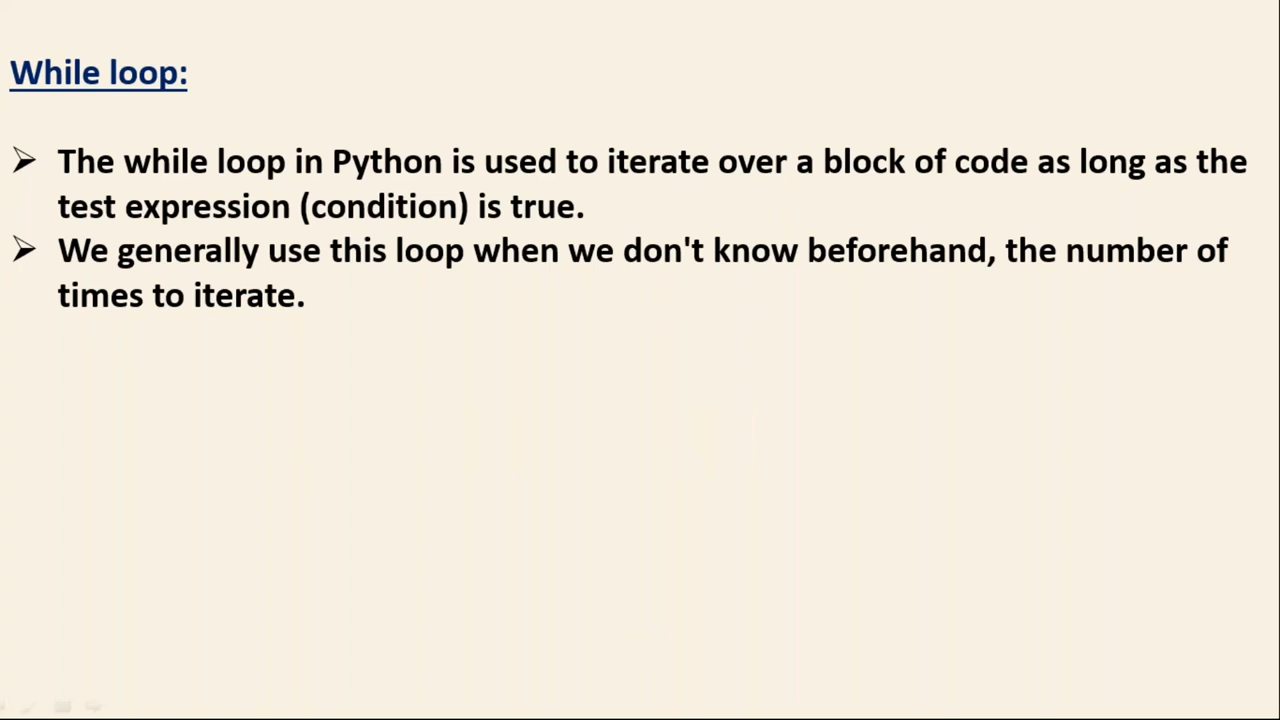 While loop:
➢ The while loop in Python is used to iterate over a block of code as long as the
test expression (condition) is true.
➢ We generally use this loop when we don't know beforehand, the number of
times to iterate.